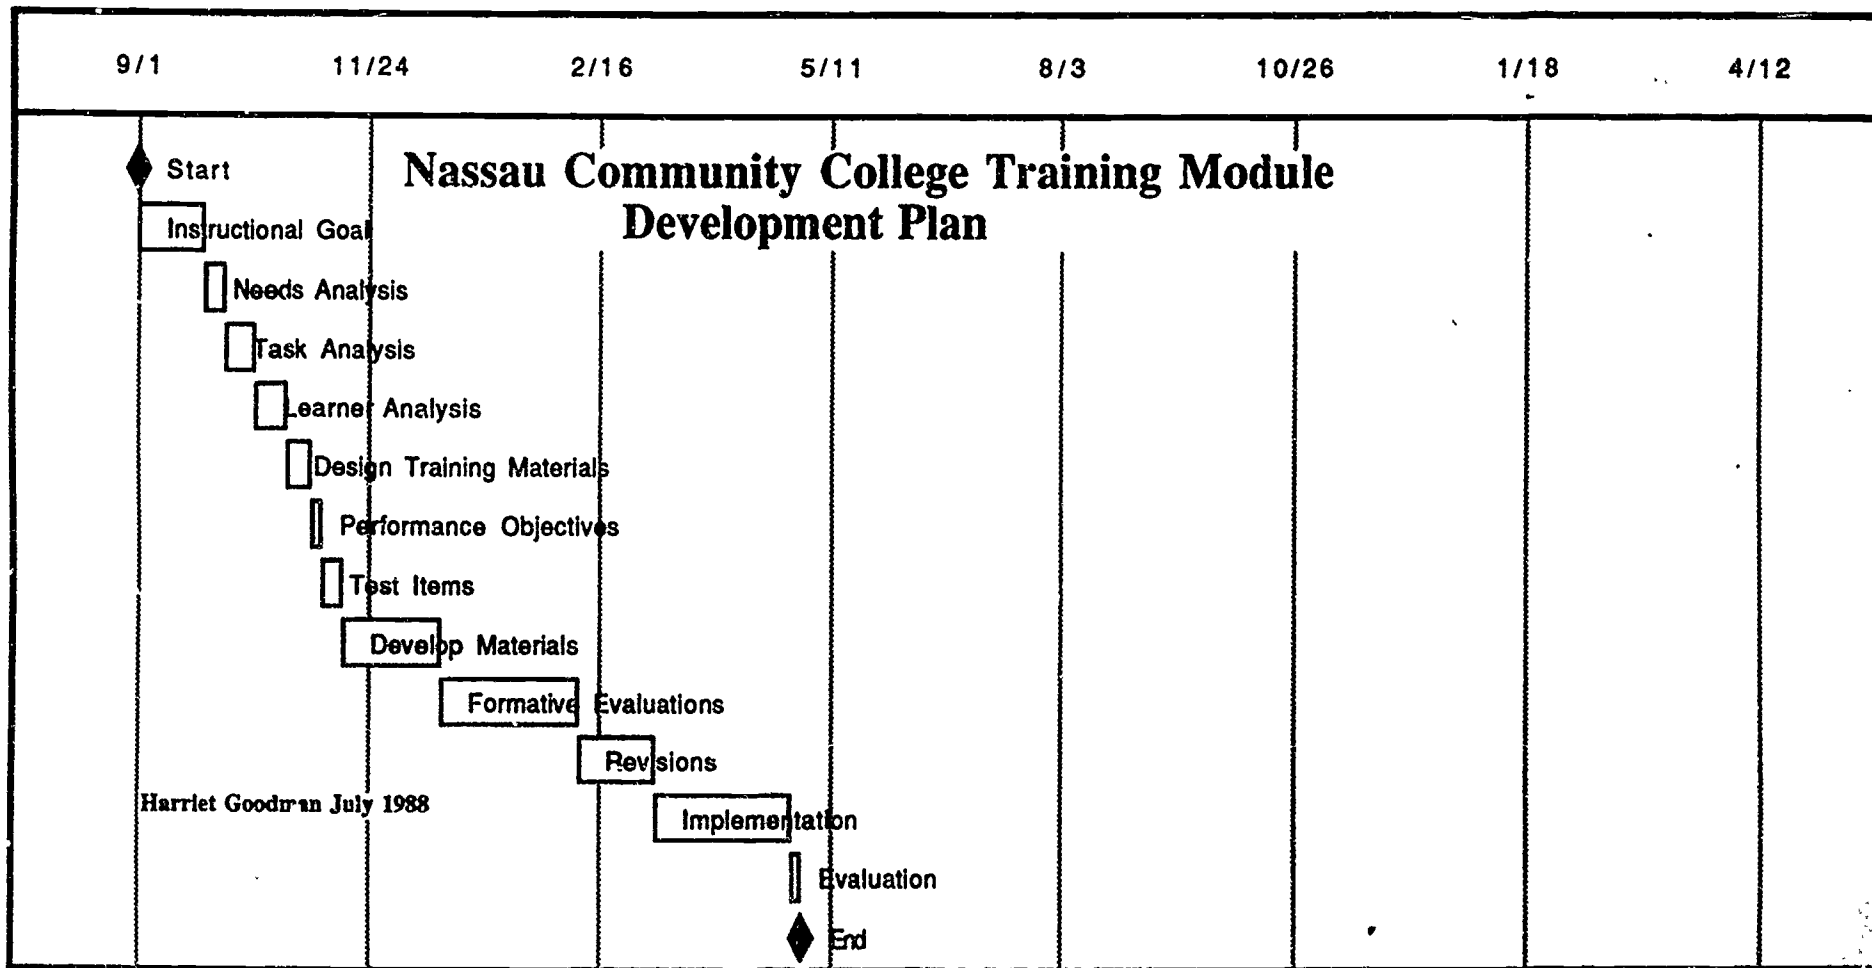 9/1 11/24 2/16 5/11 8/3 10/26 1/18 4/12
Start
Nassau Community College Training Module
Development Plan
Instructional Goal
Needs Analysis
Task Analysis
Learner Analysis
Design Training Materials
Performance Objectives
Test Items
Develop Materials
Formative Evaluations
Revisions
Harriet Goodman July 1988
Implementation
Evaluation
End